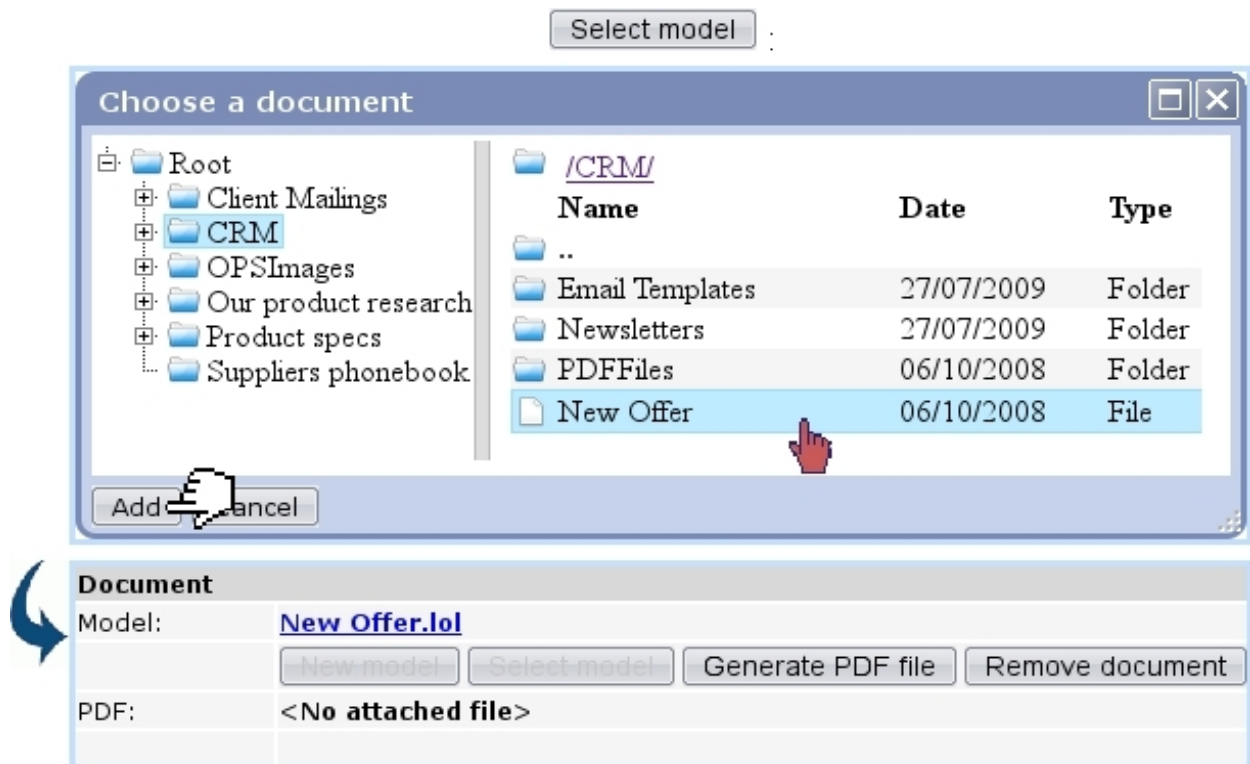 Select model :
Choose a document
Root
Client Mailings
CRM
OPSImages
Our product research
Product specs
Suppliers phonebook
/CRM/
Name Date Type
..
Email Templates 27/07/2009 Folder
Newsletters 27/07/2009 Folder
PDFFiles 06/10/2008 Folder
New Offer 06/10/2008 File
Add Cancel
Document
Model: New Offer.lol
New model Select model Generate PDF file Remove document
PDF: <No attached file>